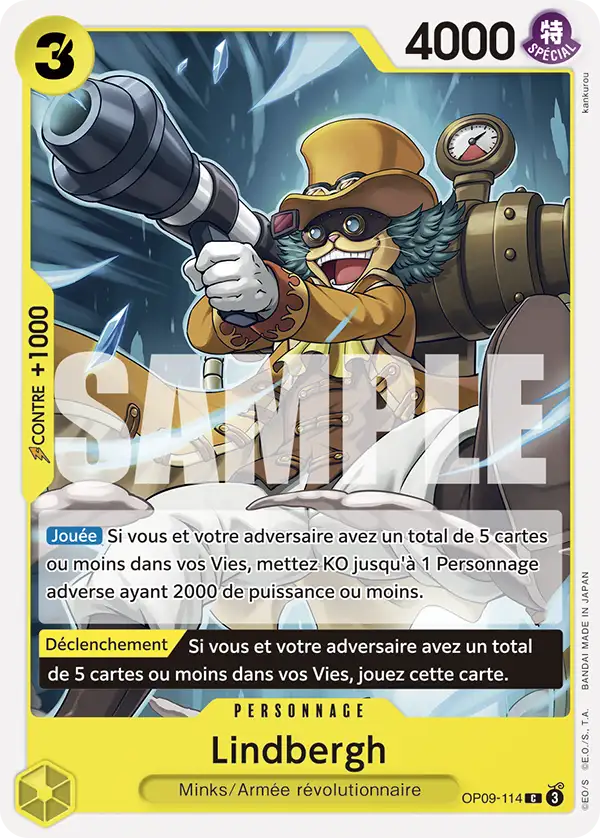 3
4000
特
SPÉCIAL
kankurou
CONTRE +1000
SAMPLE
Jouée Si vous et votre adversaire avez un total de 5 cartes
ou moins dans vos Vies, mettez KO jusqu'à 1 Personnage
adverse ayant 2000 de puissance ou moins.
Déclenchement Si vous et votre adversaire avez un total
de 5 cartes ou moins dans vos Vies, jouez cette carte.
PERSONNAGE
Lindbergh
Minks/Armée révolutionnaire
OP09-114 C 3
©E.O/S ©E.O./S., T.A. BANDAI MADE IN JAPAN